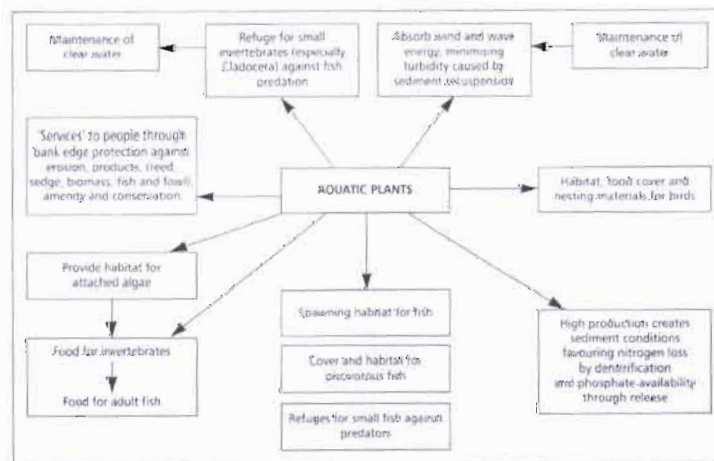 Maintenance of
clear water
Refuge for small
invertebrates (especially
Cladocera) against fish
predation
Absorb wind and wave
energy, minimising
turbidity caused by
sediment resuspension
Maintenance of
clear water
'Services' to people through
bank edge protection against
erosion, products, (reed,
sedge, biomass, fish and fowl),
amenity and conservation
AQUATIC PLANTS
Habitat, food cover and
nesting materials for birds
Provide habitat for
attached algae
Spawning habitat for fish
High production creates
sediment conditions
favouring nitrogen loss
by dentrification
and phosphate availability
through release
Food for invertebrates
Food for adult fish
Cover and habitat for
piscivorous fish
Refuges for small fish against
predators